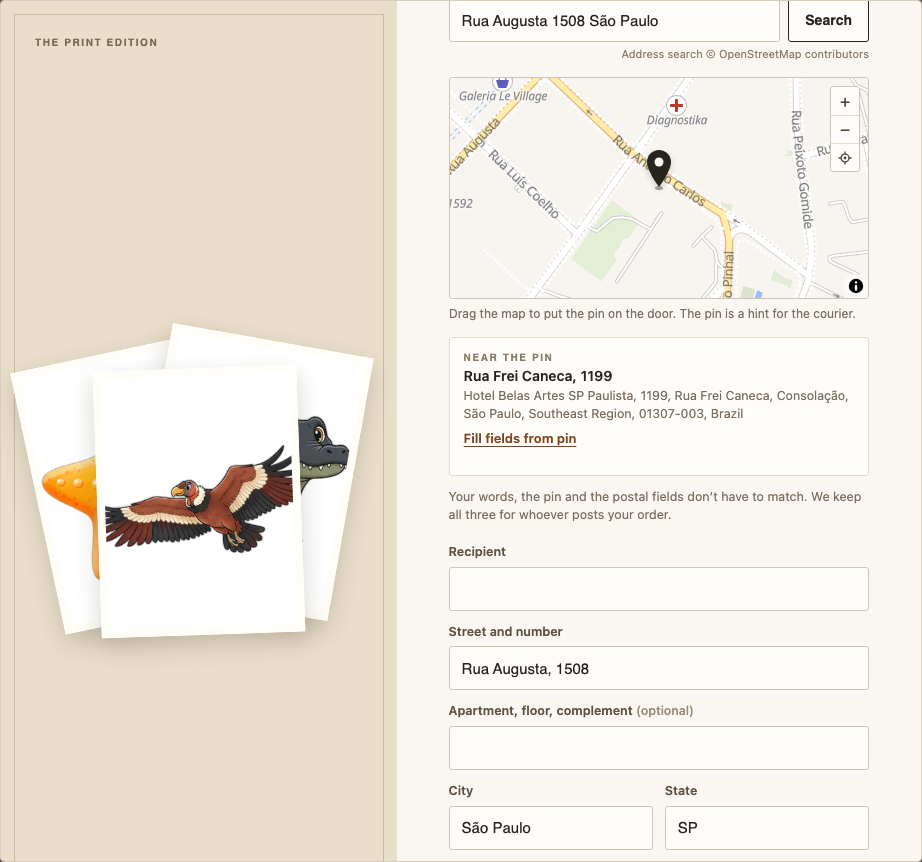 THE PRINT EDITION
Rua Augusta 1508 São Paulo
Search
Address search © OpenStreetMap contributors
Galeria Le Village
Diagnostika
Rua Augusta
Rua Luís Coelho
Rua Peixoto Gomide
Carlos
1592
o Pinhal
+
−
Drag the map to put the pin on the door. The pin is a hint for the courier.
NEAR THE PIN
Rua Frei Caneca, 1199
Hotel Belas Artes SP Paulista, 1199, Rua Frei Caneca, Consolação,
São Paulo, Southeast Region, 01307-003, Brazil
Fill fields from pin
Your words, the pin and the postal fields don’t have to match. We keep
all three for whoever posts your order.
Recipient
Street and number
Rua Augusta, 1508
Apartment, floor, complement (optional)
City
State
São Paulo
SP